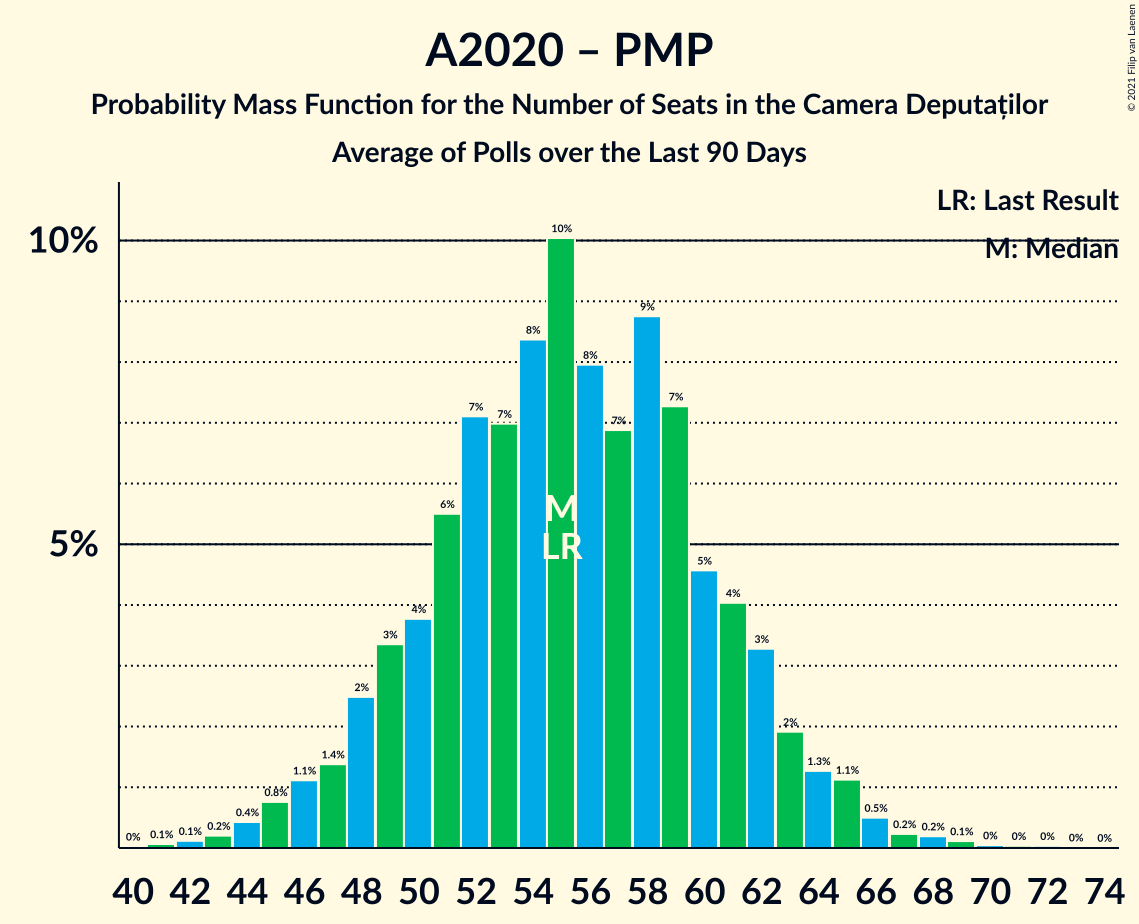 A2020 – PMP
Probability Mass Function for the Number of Seats in the Camera Deputaților
Average of Polls over the Last 90 Days
© 2021 Filip van Laenen
LR: Last Result
M: Median
10%
5%
0% 0.1% 0.1% 0.2% 0.4% 0.8% 1.1% 1.4% 2% 3% 4% 6% 7% 7% 8% 10% 8% 7% 9% 7% 5% 4% 3% 2% 1.3% 1.1% 0.5% 0.2% 0.2% 0.1% 0% 0% 0% 0% 0%
M
LR
40 42 44 46 48 50 52 54 56 58 60 62 64 66 68 70 72 74